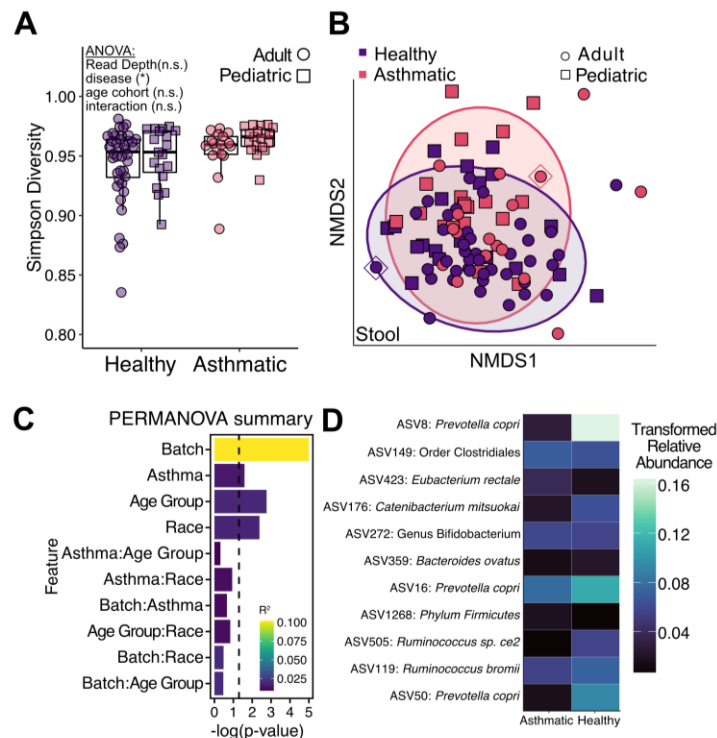 A
ANOVA:
Read Depth(n.s.)
disease (*)
age cohort (n.s.)
interaction (n.s.)
Adult
Pediatric
1.00
0.95
0.90
0.85
0.80
Simpson Diversity
Healthy
Asthmatic
B
Healthy
Asthmatic
Adult
Pediatric
NMDS2
Stool
NMDS1
C
PERMANOVA summary
Feature
Batch
Asthma
Age Group
Race
Asthma:Age Group
Asthma:Race
Batch:Asthma
Age Group:Race
Batch:Race
Batch:Age Group
R²
0.100
0.075
0.050
0.025
0 1 2 3 4 5
-log(p-value)
D
ASV8: Prevotella copri
ASV149: Order Clostridiales
ASV423: Eubacterium rectale
ASV176: Catenibacterium mitsuokai
ASV272: Genus Bifidobacterium
ASV359: Bacteroides ovatus
ASV16: Prevotella copri
ASV1268: Phylum Firmicutes
ASV505: Ruminococcus sp. ce2
ASV119: Ruminococcus bromii
ASV50: Prevotella copri
Asthmatic Healthy
Transformed
Relative
Abundance
0.16
0.12
0.08
0.04